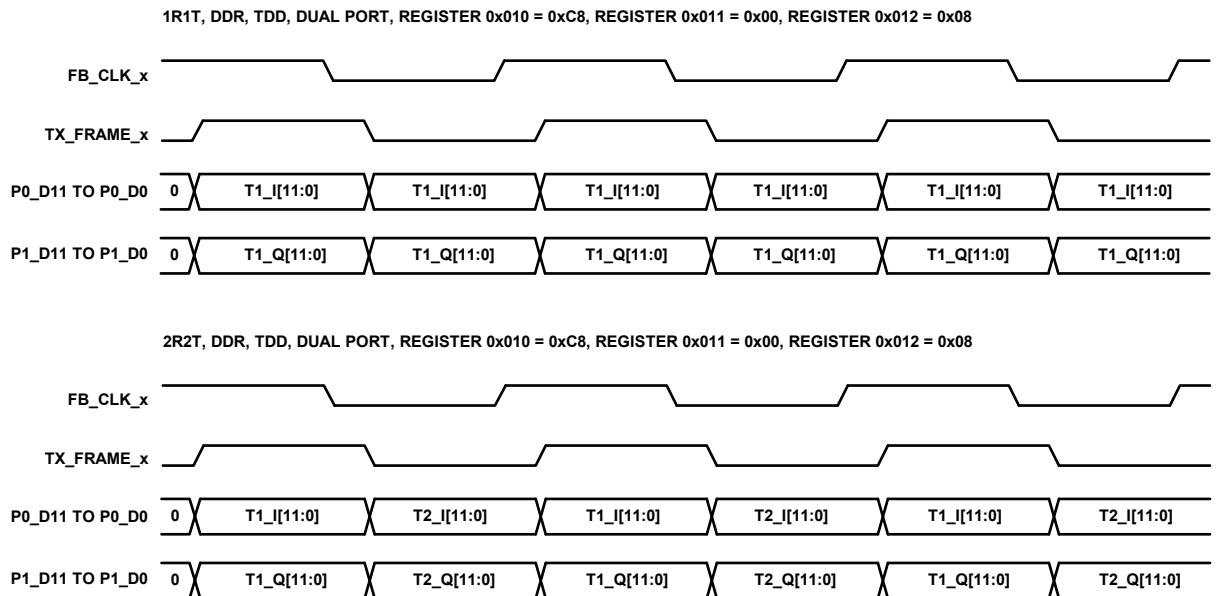 1R1T, DDR, TDD, DUAL PORT, REGISTER 0x010 = 0xC8, REGISTER 0x011 = 0x00, REGISTER 0x012 = 0x08
FB_CLK_x
TX_FRAME_x
P0_D11 TO P0_D0 0 T1_I[11:0] T1_I[11:0] T1_I[11:0] T1_I[11:0] T1_I[11:0] T1_I[11:0]
P1_D11 TO P1_D0 0 T1_Q[11:0] T1_Q[11:0] T1_Q[11:0] T1_Q[11:0] T1_Q[11:0] T1_Q[11:0]
2R2T, DDR, TDD, DUAL PORT, REGISTER 0x010 = 0xC8, REGISTER 0x011 = 0x00, REGISTER 0x012 = 0x08
FB_CLK_x
TX_FRAME_x
P0_D11 TO P0_D0 0 T1_I[11:0] T2_I[11:0] T1_I[11:0] T2_I[11:0] T1_I[11:0] T2_I[11:0]
P1_D11 TO P1_D0 0 T1_Q[11:0] T2_Q[11:0] T1_Q[11:0] T2_Q[11:0] T1_Q[11:0] T2_Q[11:0]